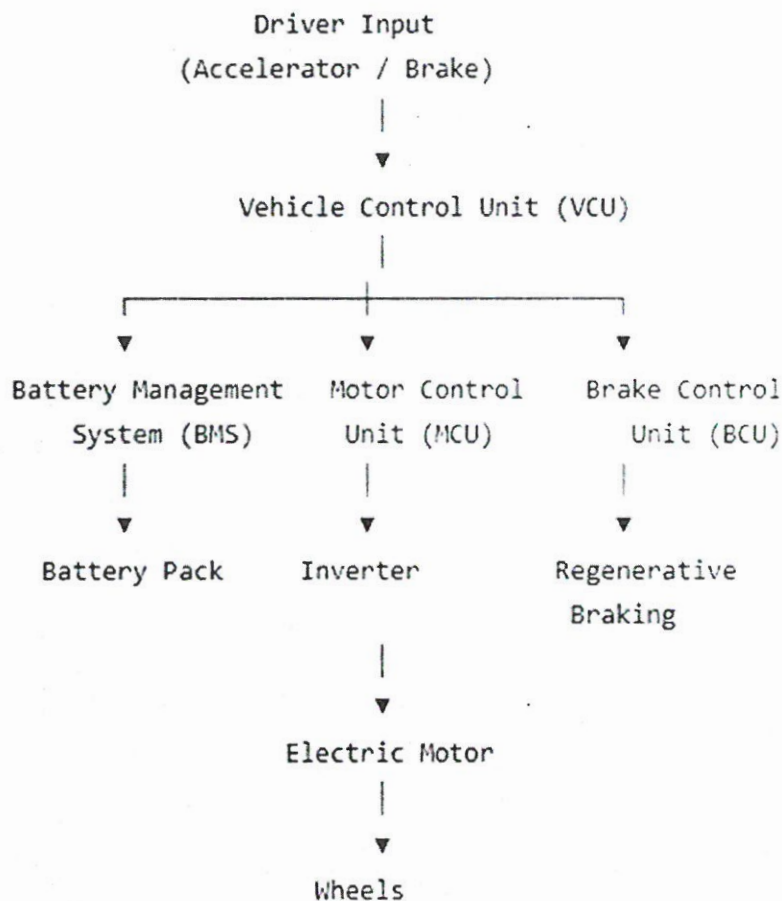 Driver Input
(Accelerator / Brake)
Vehicle Control Unit (VCU)
Battery Management Motor Control Brake Control
System (BMS) Unit (MCU) Unit (BCU)
Battery Pack Inverter Regenerative
Braking
Electric Motor
Wheels